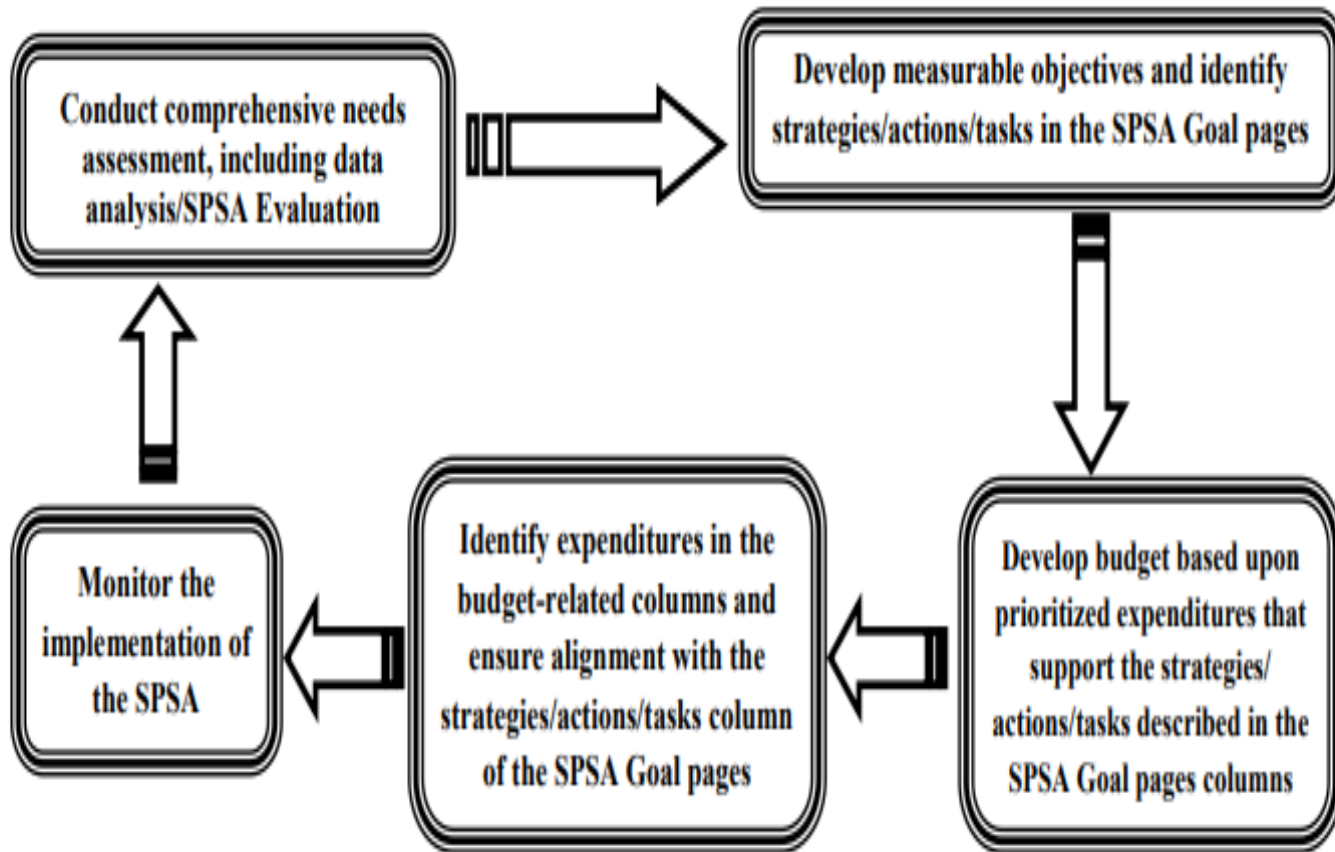 Conduct comprehensive needs
assessment, including data
analysis/SPSA Evaluation
Develop measurable objectives and identify
strategies/actions/tasks in the SPSA Goal pages
Develop budget based upon
prioritized expenditures that
support the strategies/
actions/tasks described in the
SPSA Goal pages columns
Identify expenditures in the
budget-related columns and
ensure alignment with the
strategies/actions/tasks column
of the SPSA Goal pages
Monitor the
implementation of
the SPSA